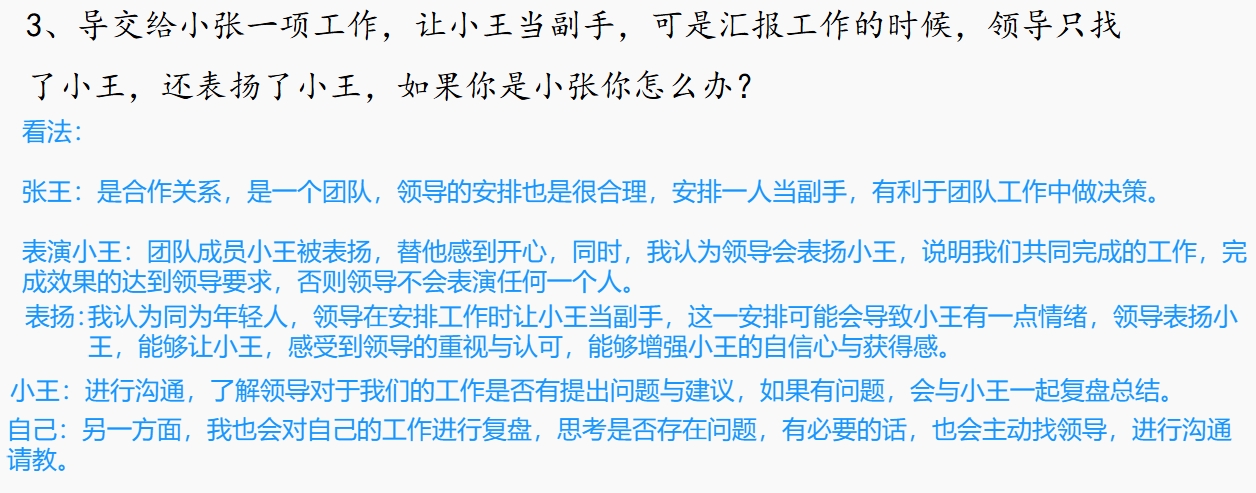 3、导交给小张一项工作，让小王当副手，可是汇报工作的时候，领导只找
了小王，还表扬了小王，如果你是小张你怎么办？
看法：
张王：是合作关系，是一个团队，领导的安排也是很合理，安排一人当副手，有利于团队工作中做决策。
表演小王：团队成员小王被表扬，替他感到开心，同时，我认为领导会表扬小王，说明我们共同完成的工作，完
成效果的达到领导要求，否则领导不会表演任何一个人。
表扬：我认为同为年轻人，领导在安排工作时让小王当副手，这一安排可能会导致小王有一点情绪，领导表扬小
王，能够让小王，感受到领导的重视与认可，能够增强小王的自信心与获得感。
小王：进行沟通，了解领导对于我们的工作是否有提出问题与建议，如果有问题，会与小王一起复盘总结。
自己：另一方面，我也会对自己的工作进行复盘，思考是否存在问题，有必要的话，也会主动找领导，进行沟通
请教。